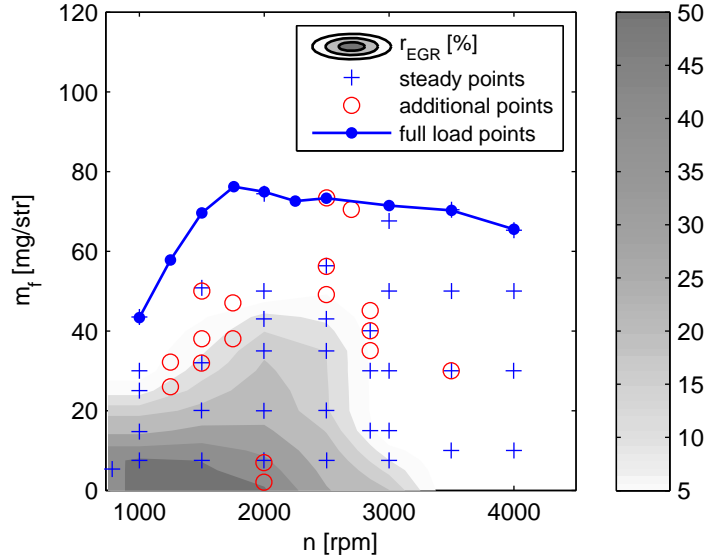 120
100
80
60
40
20
0
m_f [mg/str]
1000 2000 3000 4000
n [rpm]
r_EGR [%]
steady points
additional points
full load points
50
45
40
35
30
25
20
15
10
5